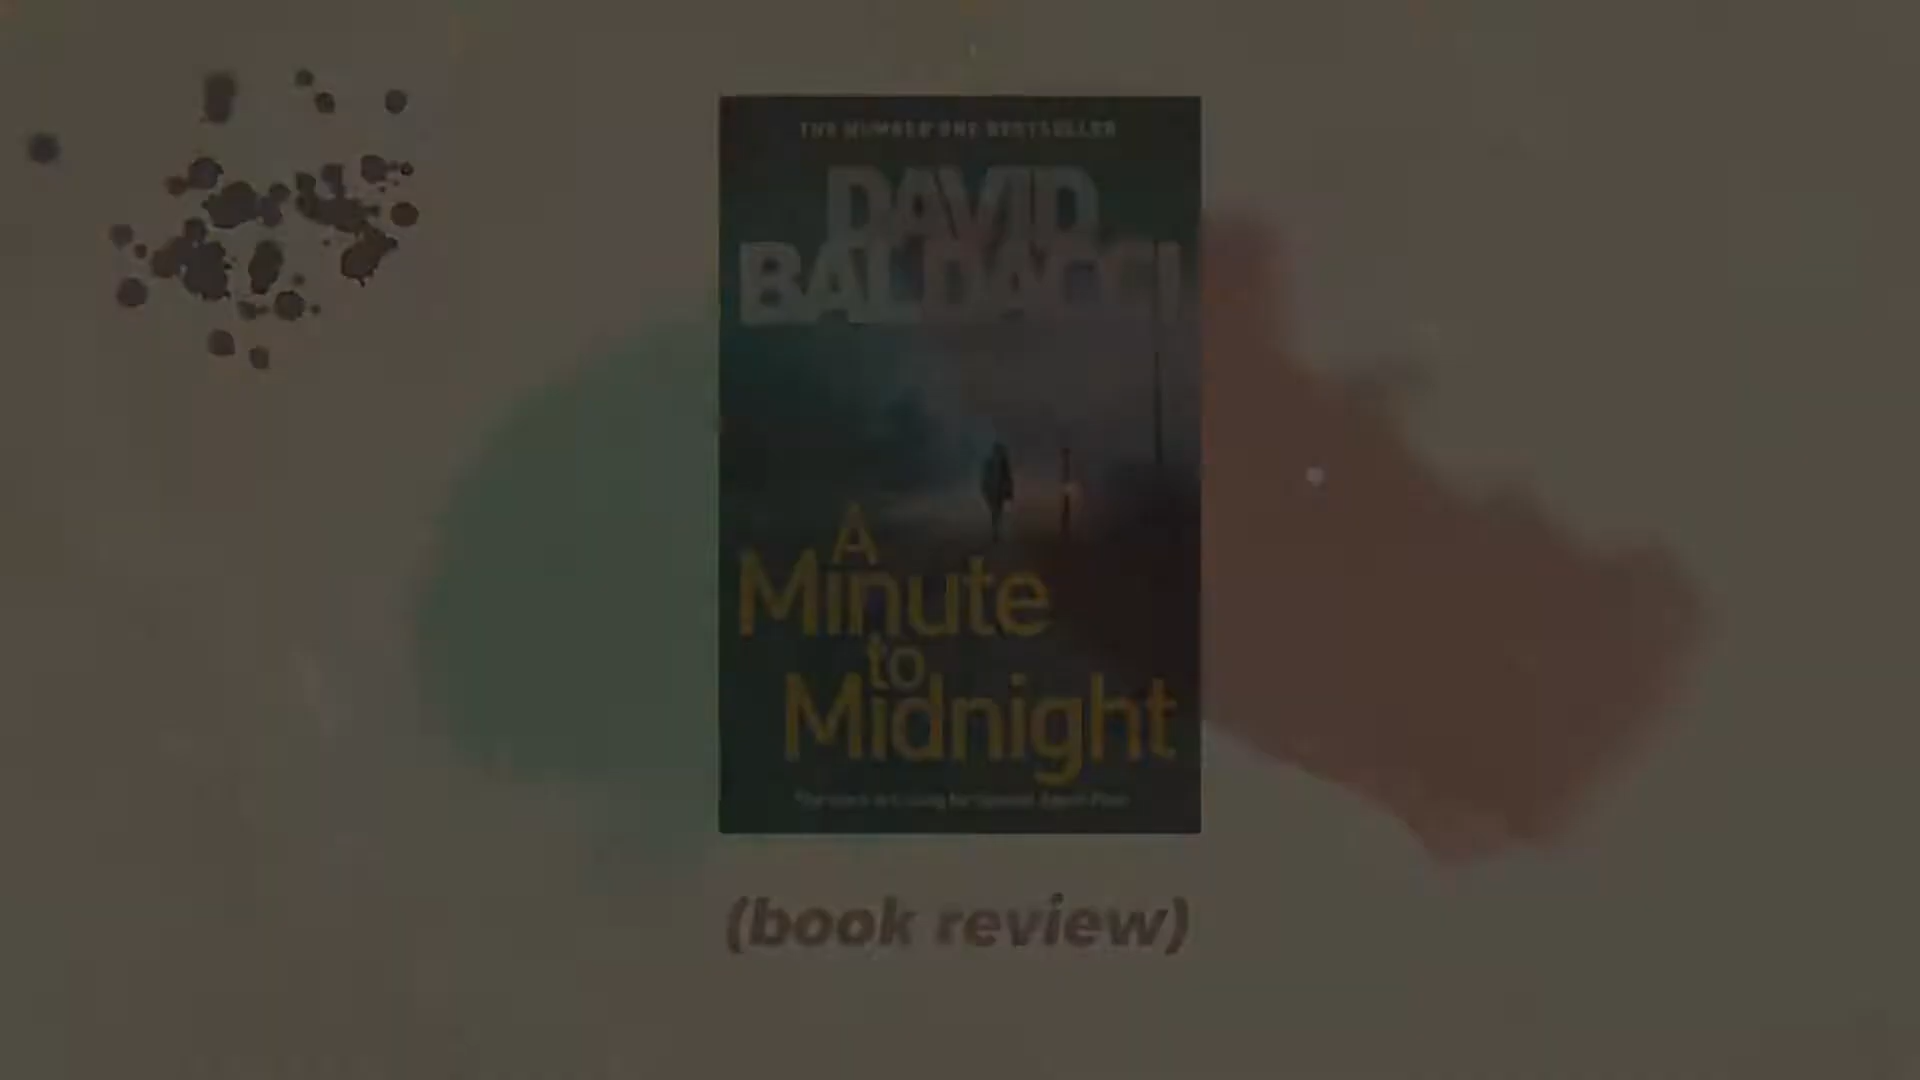 THE NUMBER ONE BESTSELLER
DAVID
BALDACCI
A
Minute
to
Midnight
(book review)